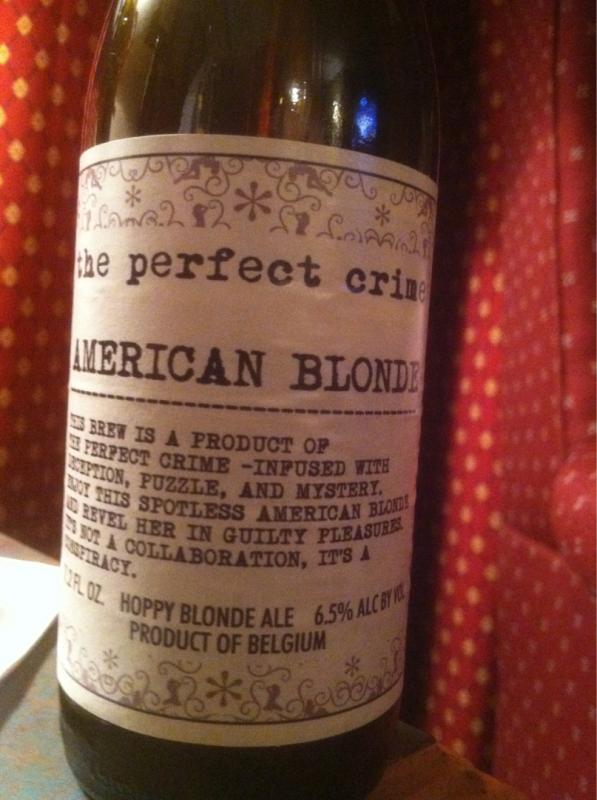 the perfect crime
AMERICAN BLONDE
THIS BREW IS A PRODUCT OF
THE PERFECT CRIME -INFUSED WITH
DECEPTION, PUZZLE, AND MYSTERY.
ENJOY THIS SPOTLESS AMERICAN BLONDE
AND REVEL HER IN GUILTY PLEASURES.
IT'S NOT A COLLABORATION, IT'S A
CONSPIRACY.
FL OZ. HOPPY BLONDE ALE 6.5% ALC BY VOL
PRODUCT OF BELGIUM